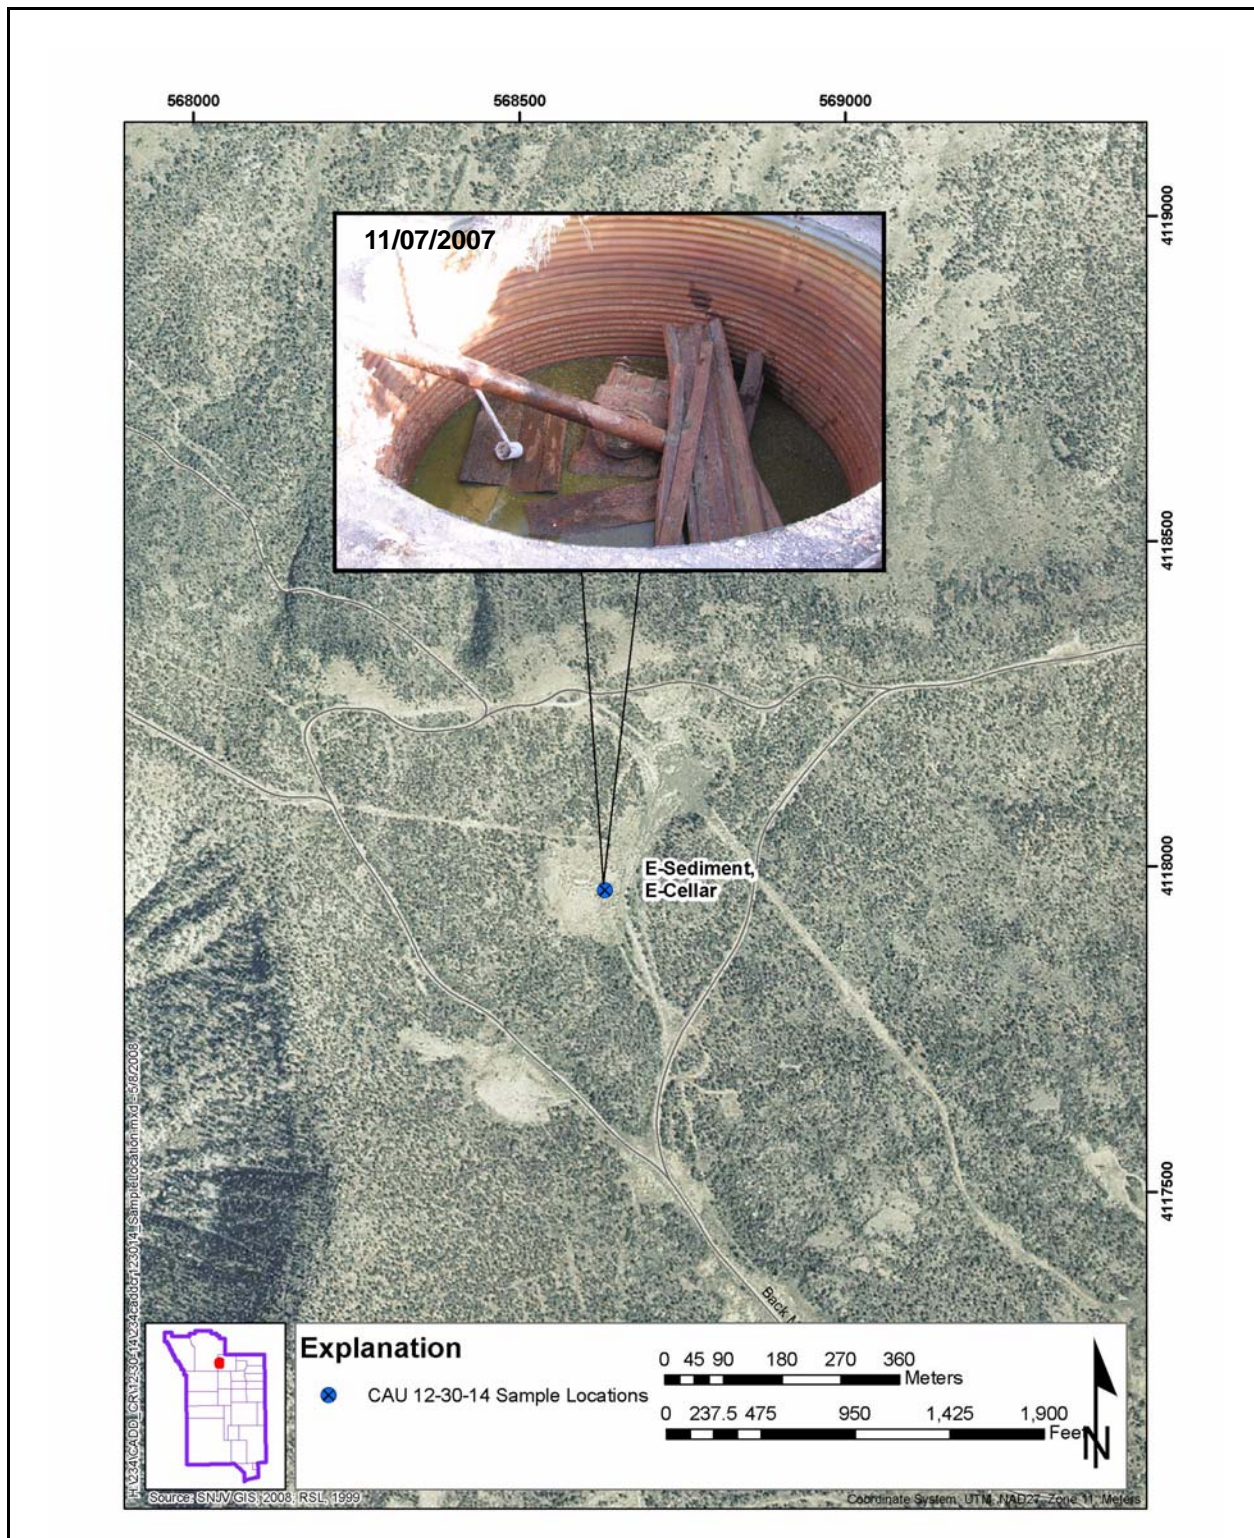 568000
568500
569000
4119000
11/07/2007
4118500
4118000
E-Sediment,
E-Cellar
4117500
Explanation
CAU 12-30-14 Sample Locations
0 45 90 180 270 360
Meters
0 237.5 475 950 1,425 1,900
Feet
N
Source: SNJV GIS, 2008; RSL, 1999
Coordinate System: UTM, NAD27, Zone 11, Meters